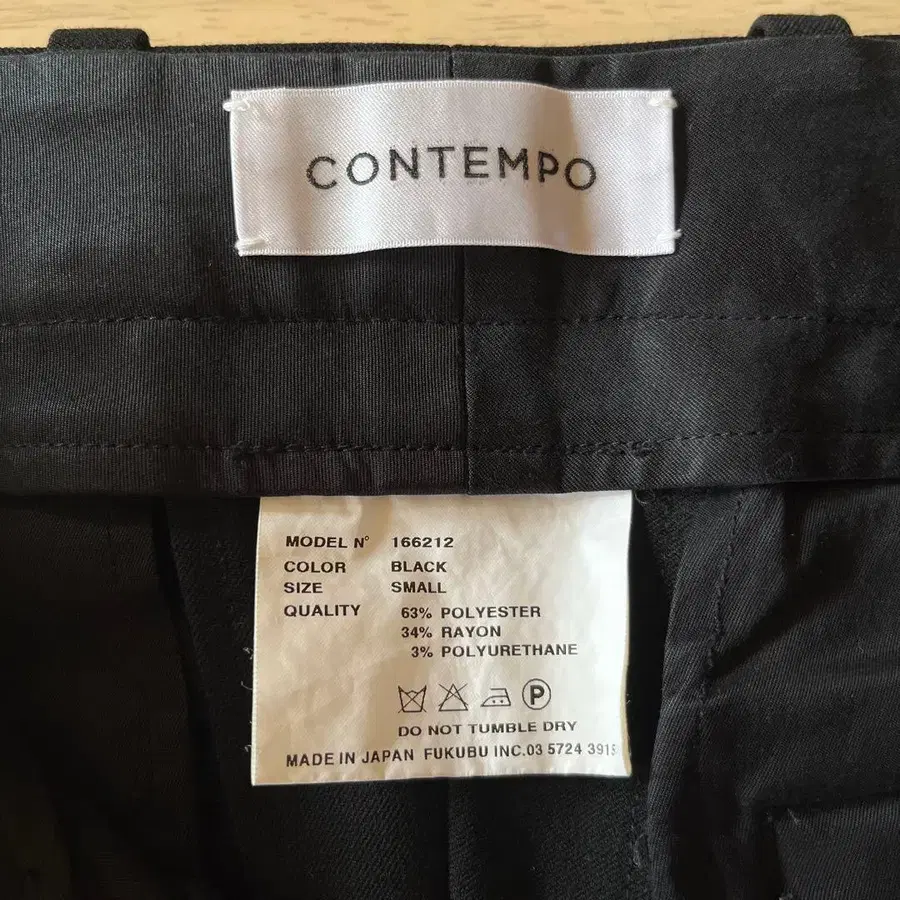 CONTEMPO
MODEL N° 166212
COLOR BLACK
SIZE SMALL
QUALITY 63% POLYESTER
34% RAYON
3% POLYURETHANE
P
DO NOT TUMBLE DRY
MADE IN JAPAN FUKUBU INC.03 5724 3915